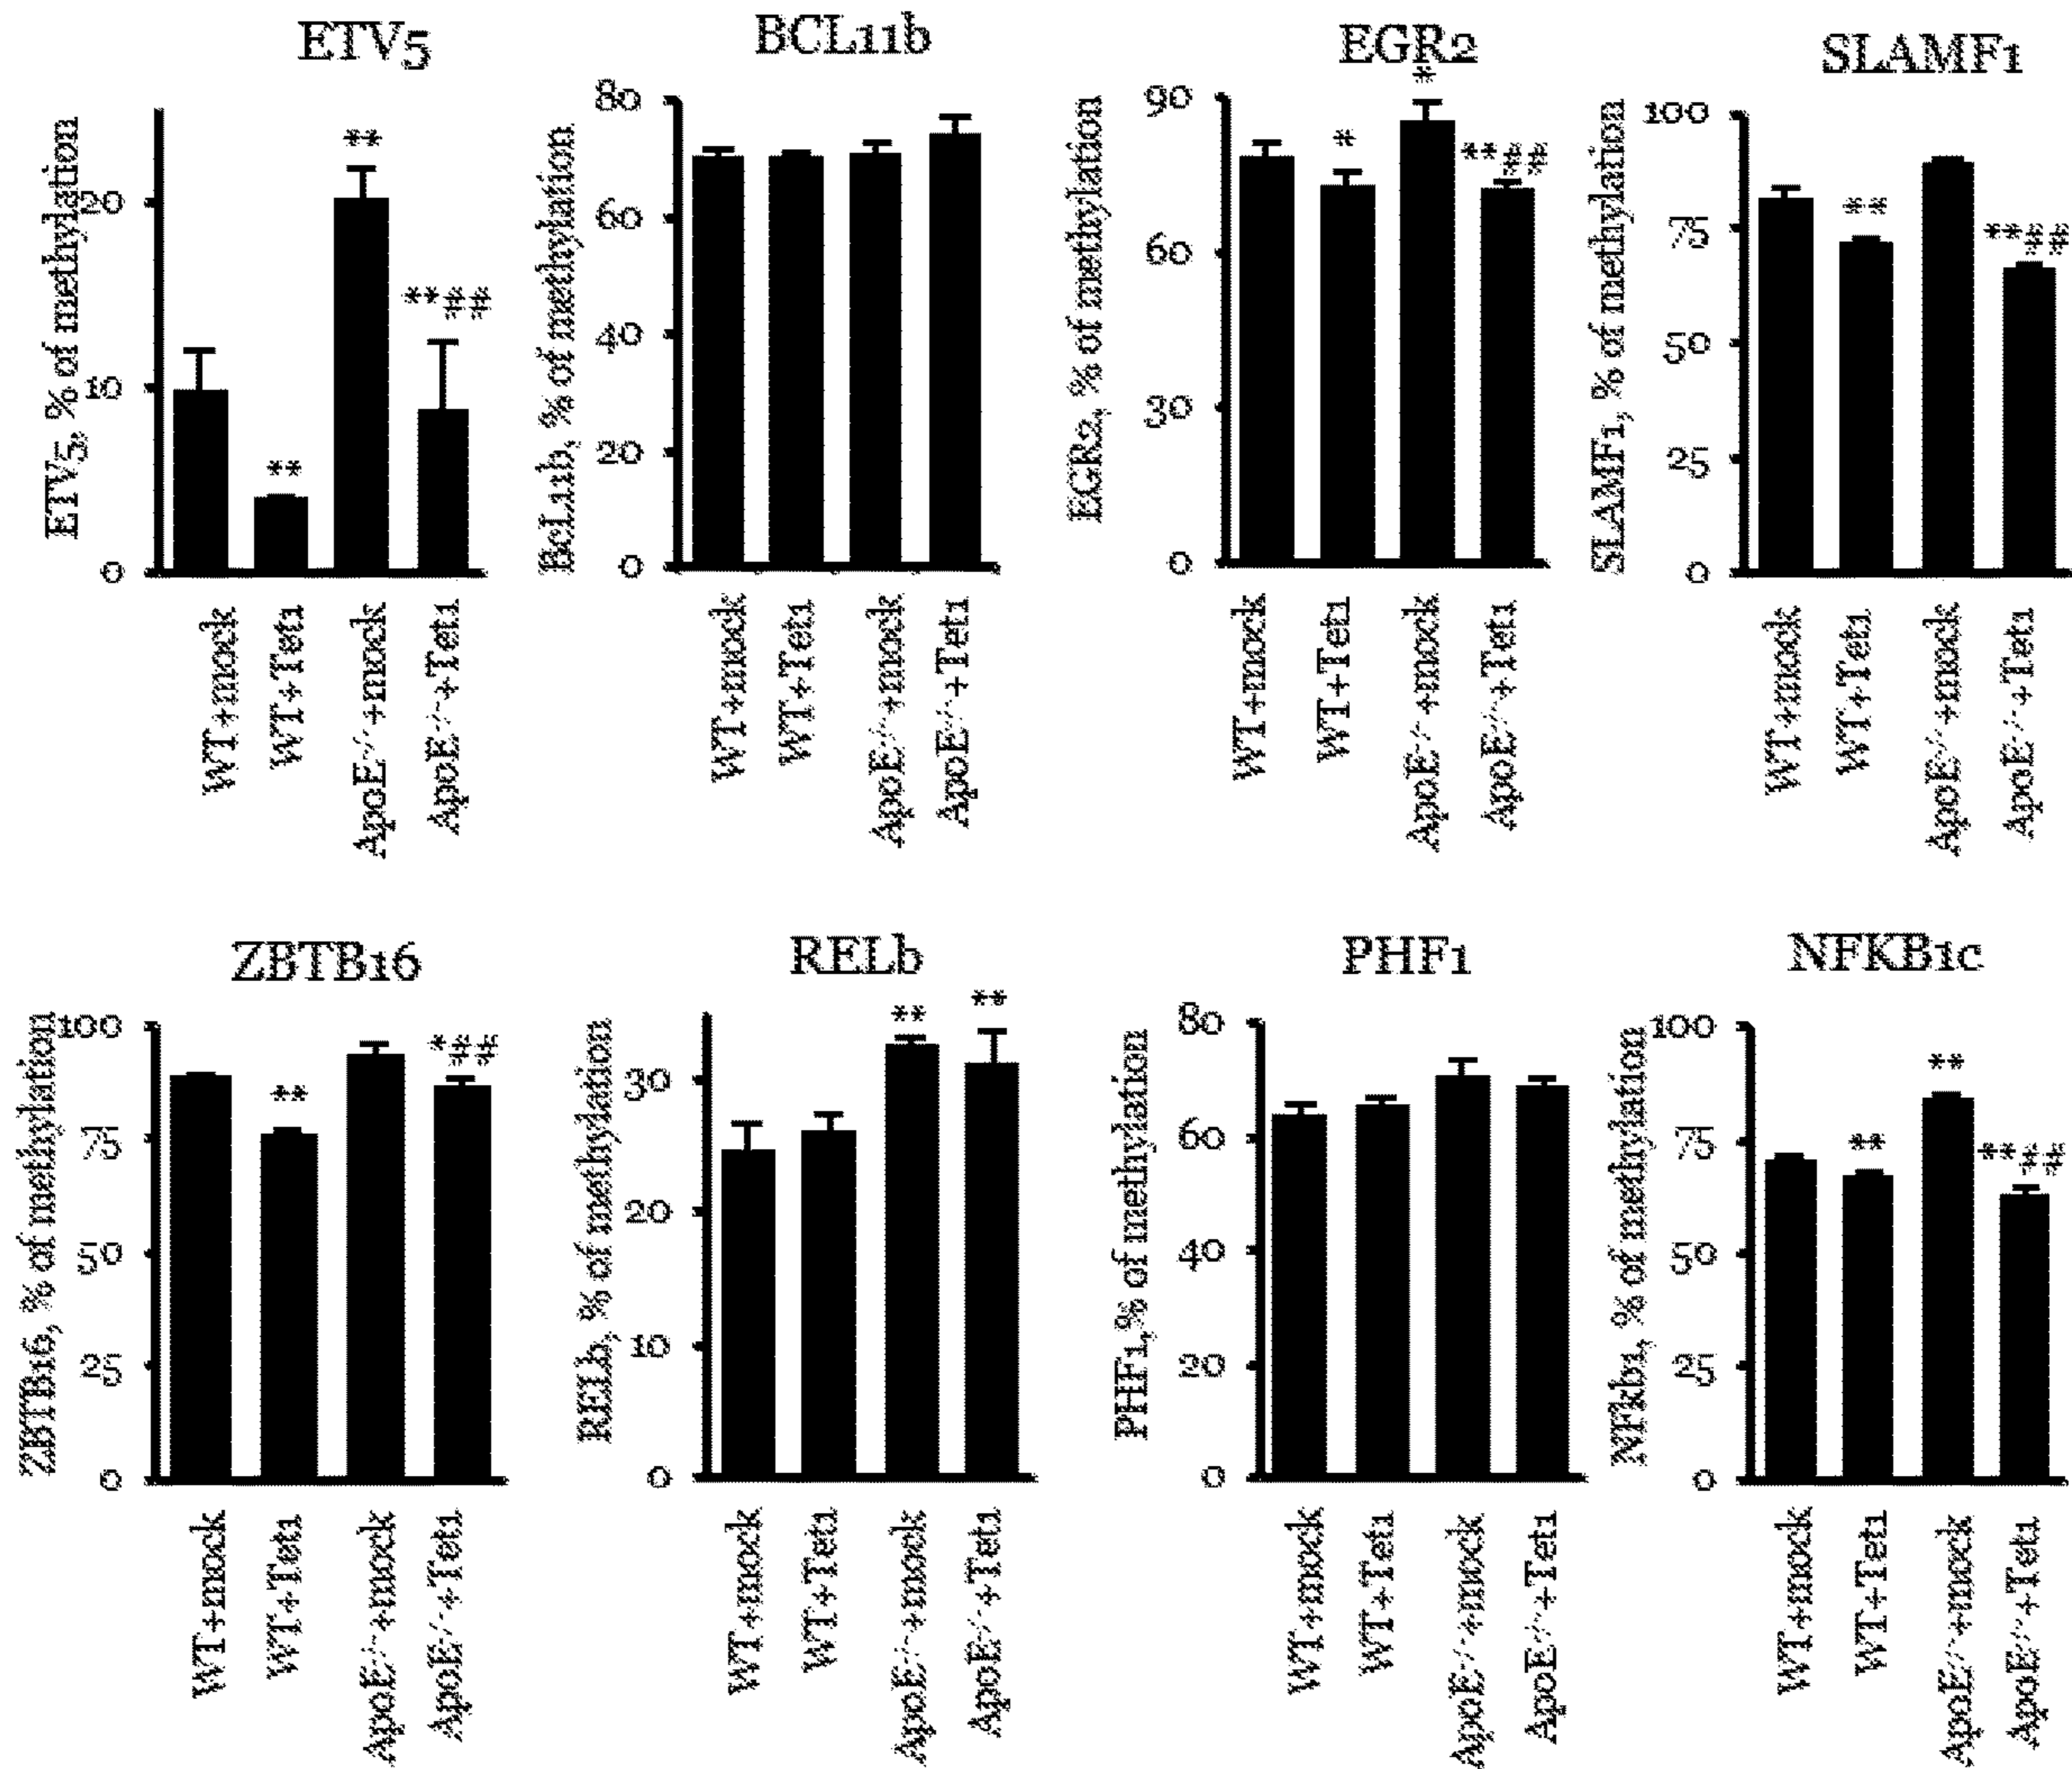 ETV5
ETV5, % of methylation
20
10
0
**
**
** ##
WT+mock
WT+Tet1
ApoE-/-+mock
ApoE-/-+Tet1
BCL11b
BcL11b, % of methylation
80
60
40
20
0
WT+mock
WT+Tet1
ApoE-/-+mock
ApoE-/-+Tet1
EGR2
EGR2, % of methylation
90
60
30
0
*
*
** ##
WT+mock
WT+Tet1
ApoE-/-+mock
ApoE-/-+Tet1
SLAMF1
SLAMF1, % of methylation
100
75
50
25
0
**
** ##
WT+mock
WT+Tet1
ApoE-/-+mock
ApoE-/-+Tet1
ZBTB16
ZBTB16, % of methylation
100
75
50
25
0
**
* ##
WT+mock
WT+Tet1
ApoE-/-+mock
ApoE-/-+Tet1
RELb
RELb, % of methylation
30
20
10
0
**
**
WT+mock
WT+Tet1
ApoE-/-+mock
ApoE-/-+Tet1
PHF1
PHF1,% of methylation
80
60
40
20
0
WT+mock
WT+Tet1
ApoE-/-+mock
ApoE-/-+Tet1
NFKB1c
NFkb1, % of methylation
100
75
50
25
0
**
**
** ##
WT+mock
WT+Tet1
ApoE-/-+mock
ApoE-/-+Tet1